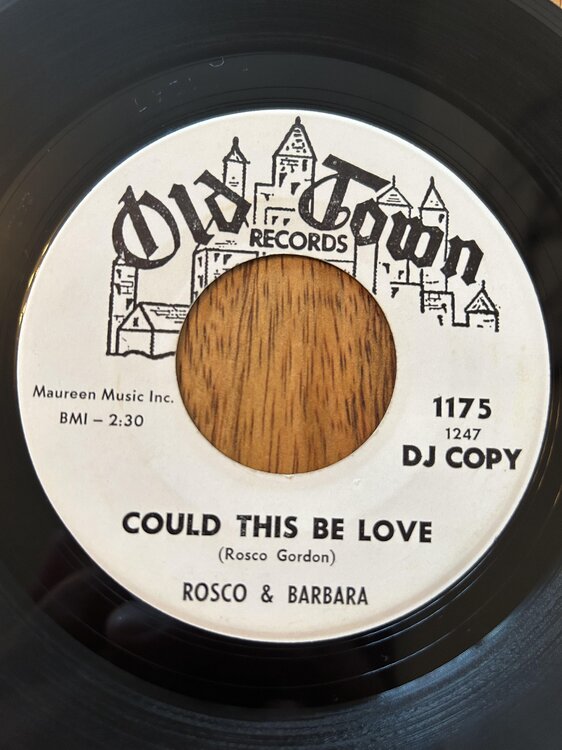 Old Town
RECORDS
Maureen Music Inc.
BMI – 2:30
1175
1247
DJ COPY
COULD THIS BE LOVE
(Rosco Gordon)
ROSCO & BARBARA